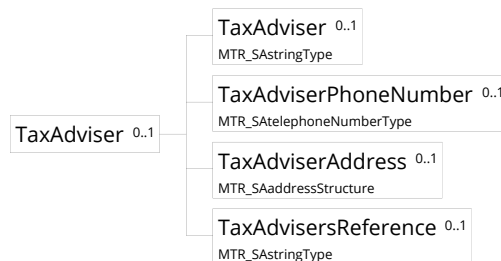 TaxAdviser 0..1
TaxAdviser 0..1
MTR_SAstringType
TaxAdviserPhoneNumber 0..1
MTR_SAtelephoneNumberType
TaxAdviserAddress 0..1
MTR_SAaddressStructure
TaxAdvisersReference 0..1
MTR_SAstringType